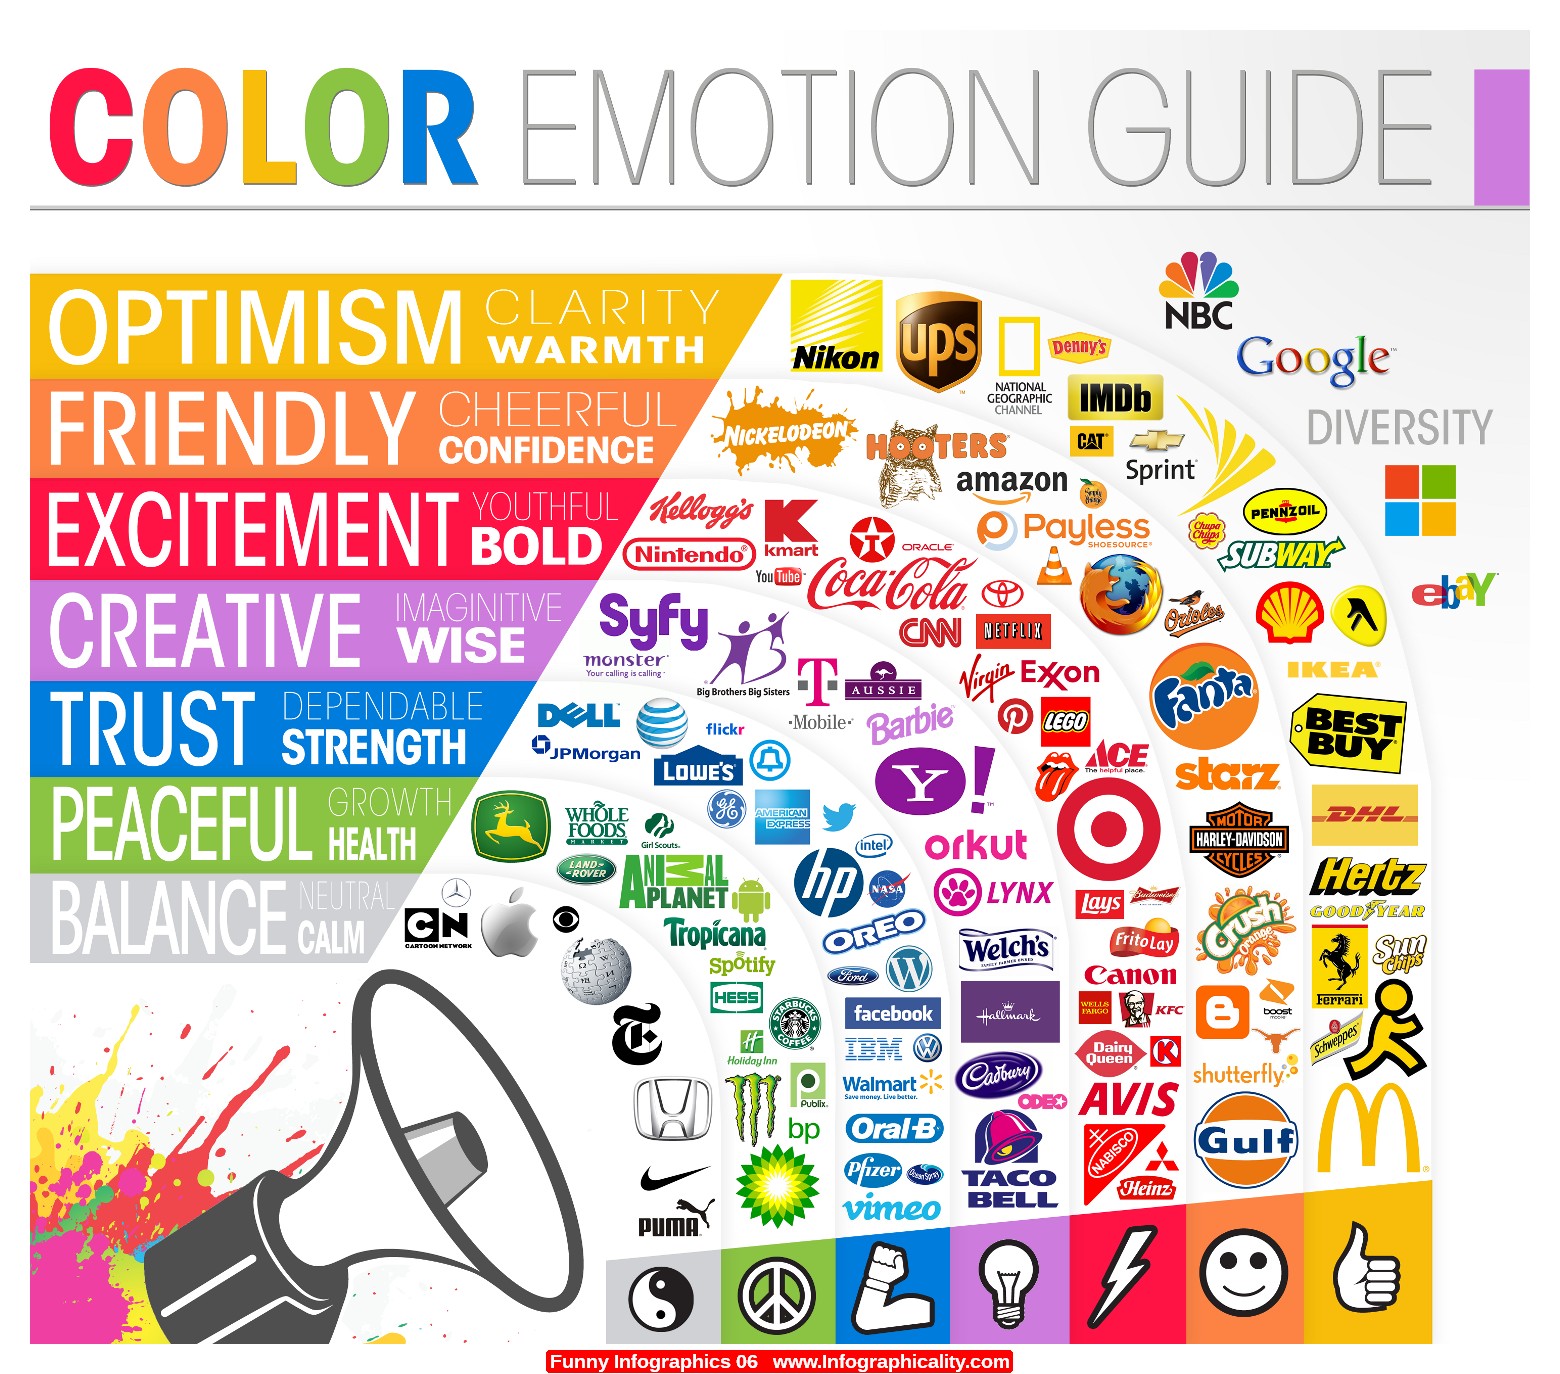 COLOR EMOTION GUIDE
OPTIMISM CLARITY
WARMTH
FRIENDLY CHEERFUL
CONFIDENCE
EXCITEMENT YOUTHFUL
BOLD
CREATIVE IMAGINITIVE
WISE
TRUST DEPENDABLE
STRENGTH
PEACEFUL GROWTH
HEALTH
BALANCE NEUTRAL
CALM
NBC
Google
DIVERSITY
ebaY
Nikon
ups
NATIONAL
GEOGRAPHIC
CHANNEL
Denny's
IMDb
CAT
Sprint
PENNZOIL
Chupa
Chups
SUBWAY
IKEA
BEST
BUY
DHL
Hertz
GOODYEAR
Ferrari
Sun
Chips
Schweppes
NICKELODEON
HOOTERS
amazon
Payless
SHOESOURCE
Orioles
Fanta
starz
MOTOR
HARLEY-DAVIDSON
CYCLES
Crush
Orange
boost
mobile
shutterfly
Gulf
Kellogg's
Nintendo
kmart
YouTube
ORACLE
Coca-Cola
CNN
NETFLIX
Virgin
Exxon
LEGO
ACE
The helpful place.
Lays
Budweiser
FritoLay
Canon
WELLS
FARGO
KFC
Dairy
Queen
K
AVIS
NABISCO
Heinz
Syfy
monster
Your calling is calling
Big Brothers Big Sisters
T
·Mobile·
AUSSIE
Barbie
Y!
orkut
LYNX
Welch's
Hallmark
Cadbury
ODEO
TACO
BELL
DELL
AT&T
flickr
JPMorgan
LOWE'S
GE
AMERICAN
EXPRESS
intel
hp
NASA
OREO
Ford
W
facebook
IBM
Walmart
Save money. Live better.
Oral-B
Pfizer
Ocean Spray
vimeo
WHOLE
FOODS
MARKET
Girl Scouts
LAND
ROVER
ANIMAL
PLANET
Tropicana
Spotify
HESS
STARBUCKS
COFFEE
H
Holiday Inn
Publix
bp
CN
CARTOON NETWORK
PUMA
Funny Infographics 06 www.Infographicality.com